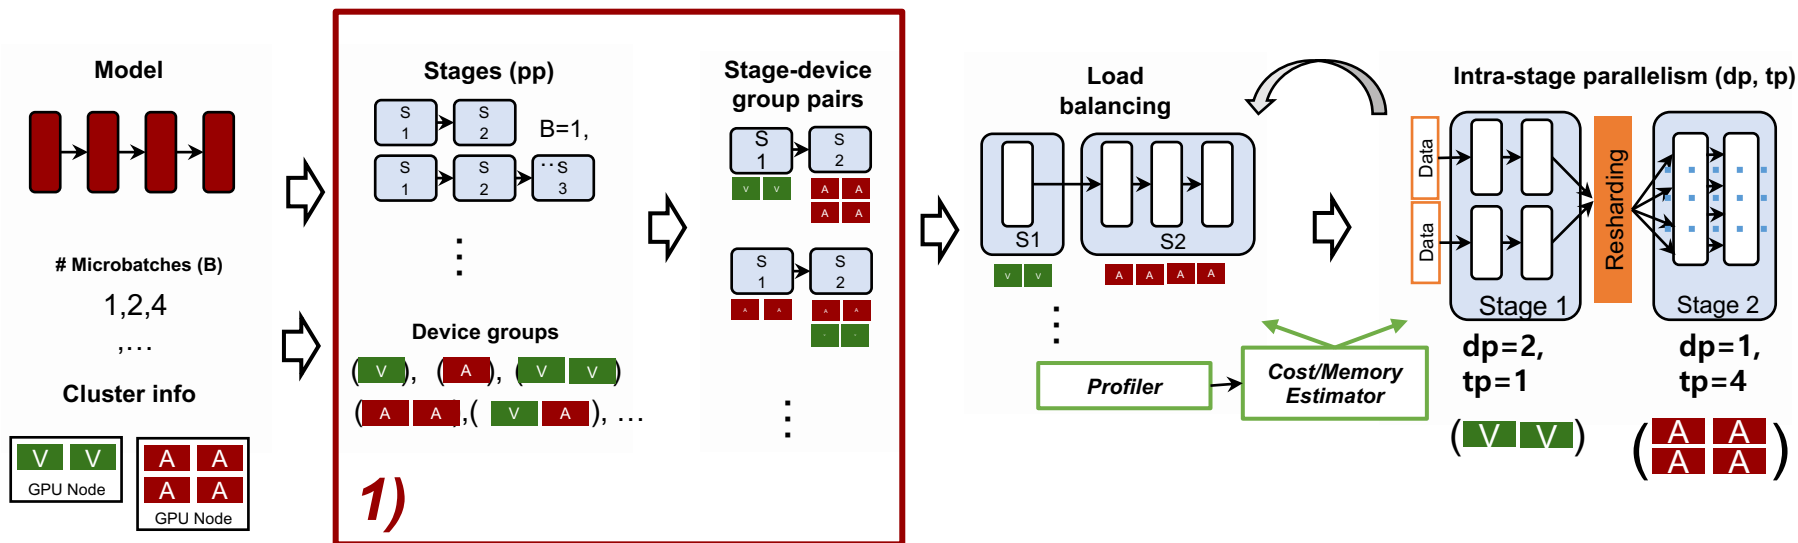 Model
# Microbatches (B)
1,2,4
,...
Cluster info
V V
GPU Node
A A
A A
GPU Node
Stages (pp)
S
1
S
2
B=1,
...
S
1
S
2
S
3
Device groups
(V), (A), (V V)
(A A),(V A), ...
1)
Stage-device
group pairs
S
1
S
2
V V
A A
A A
S
1
S
2
A A
A A
Load
balancing
S1
S2
V V
A A A A
Profiler
Cost/Memory
Estimator
Intra-stage parallelism (dp, tp)
Data
Data
Resharding
Stage 1
Stage 2
dp=2,
tp=1
dp=1,
tp=4
(V V)
(A A
A A)